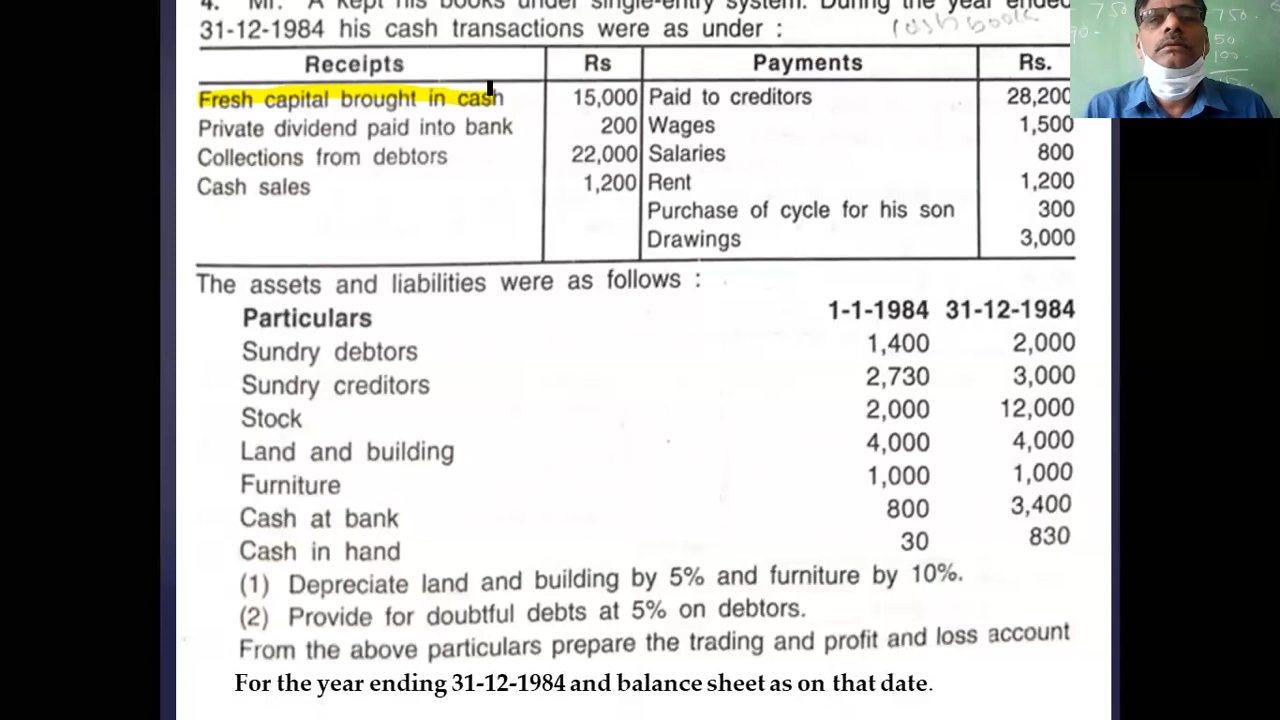 4. Mr. A kept his books under single-entry system. During the year ended
31-12-1984 his cash transactions were as under :
cash book
Receipts Rs Payments Rs.
Fresh capital brought in cash 15,000 Paid to creditors 28,200
Private dividend paid into bank 200 Wages 1,500
Collections from debtors 22,000 Salaries 800
Cash sales 1,200 Rent 1,200
Purchase of cycle for his son 300
Drawings 3,000
The assets and liabilities were as follows :
Particulars 1-1-1984 31-12-1984
Sundry debtors 1,400 2,000
Sundry creditors 2,730 3,000
Stock 2,000 12,000
Land and building 4,000 4,000
Furniture 1,000 1,000
Cash at bank 800 3,400
Cash in hand 30 830
(1) Depreciate land and building by 5% and furniture by 10%.
(2) Provide for doubtful debts at 5% on debtors.
From the above particulars prepare the trading and profit and loss account
For the year ending 31-12-1984 and balance sheet as on that date.
750
750.
50
100